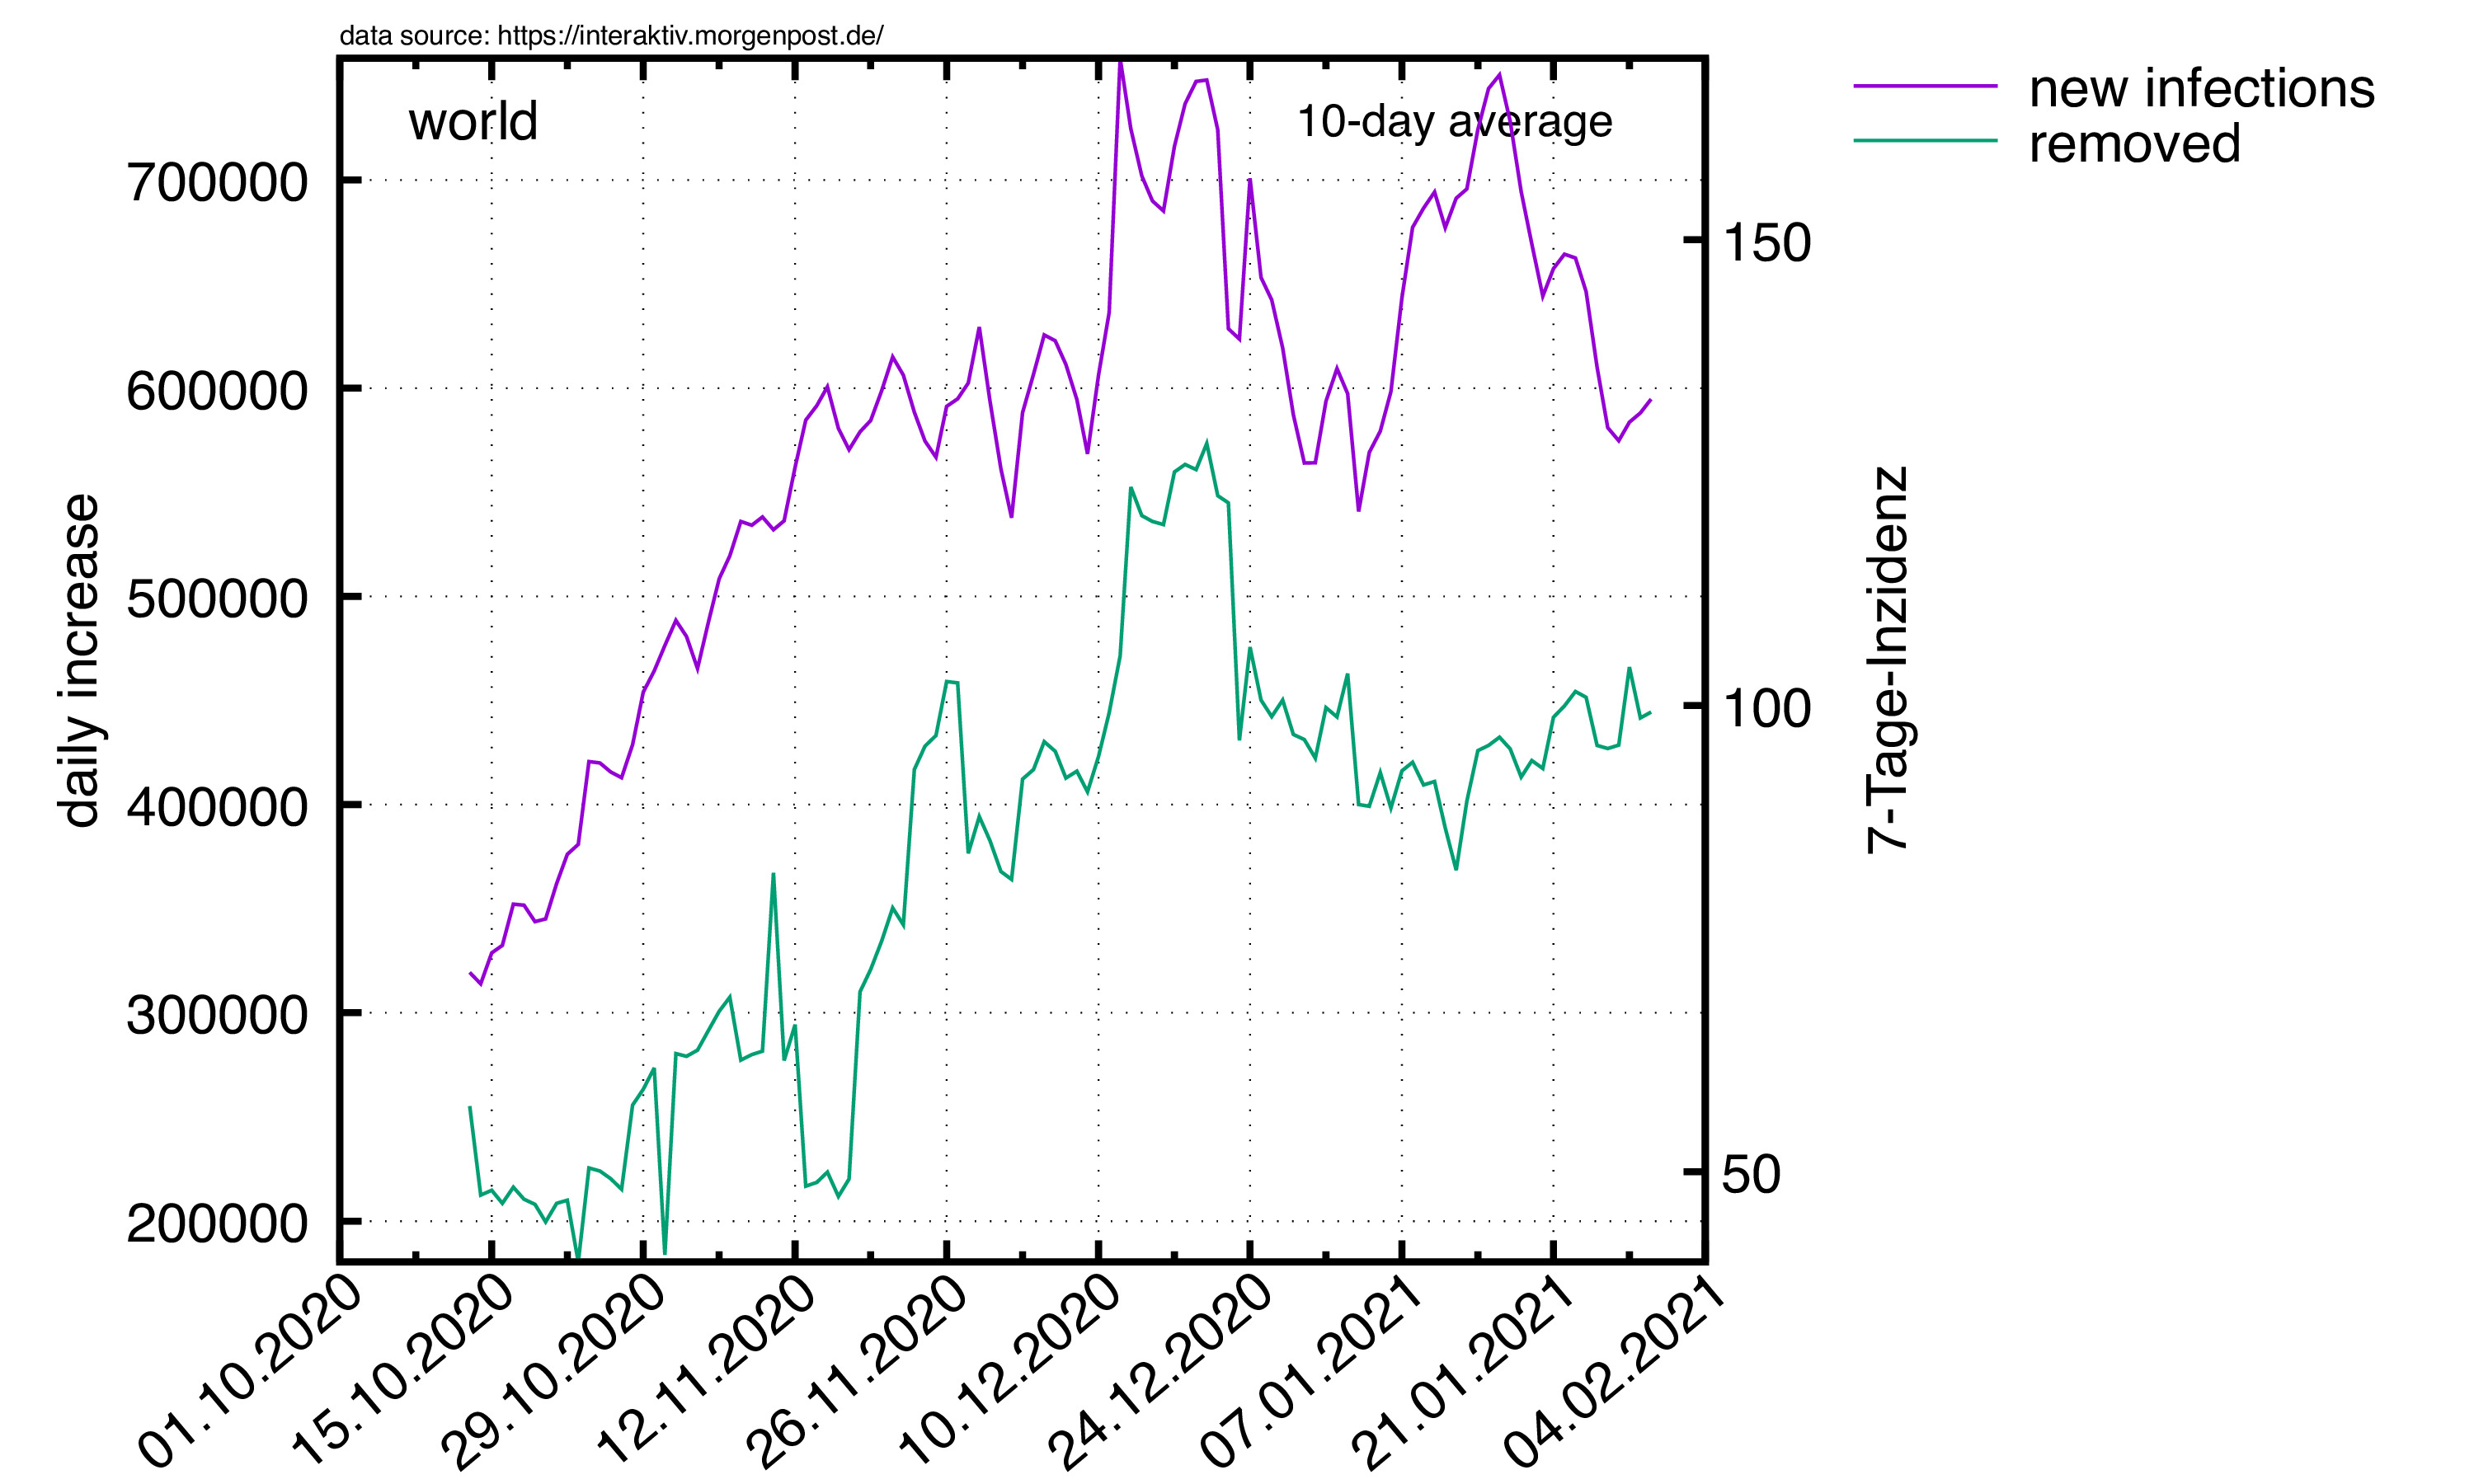 data source: https://interaktiv.morgenpost.de/
world
10-day average
new infections
removed
daily increase
700000
600000
500000
400000
300000
200000
150
100
50
7-Tage-Inzidenz
01.10.2020
15.10.2020
29.10.2020
12.11.2020
26.11.2020
10.12.2020
24.12.2020
07.01.2021
21.01.2021
04.02.2021